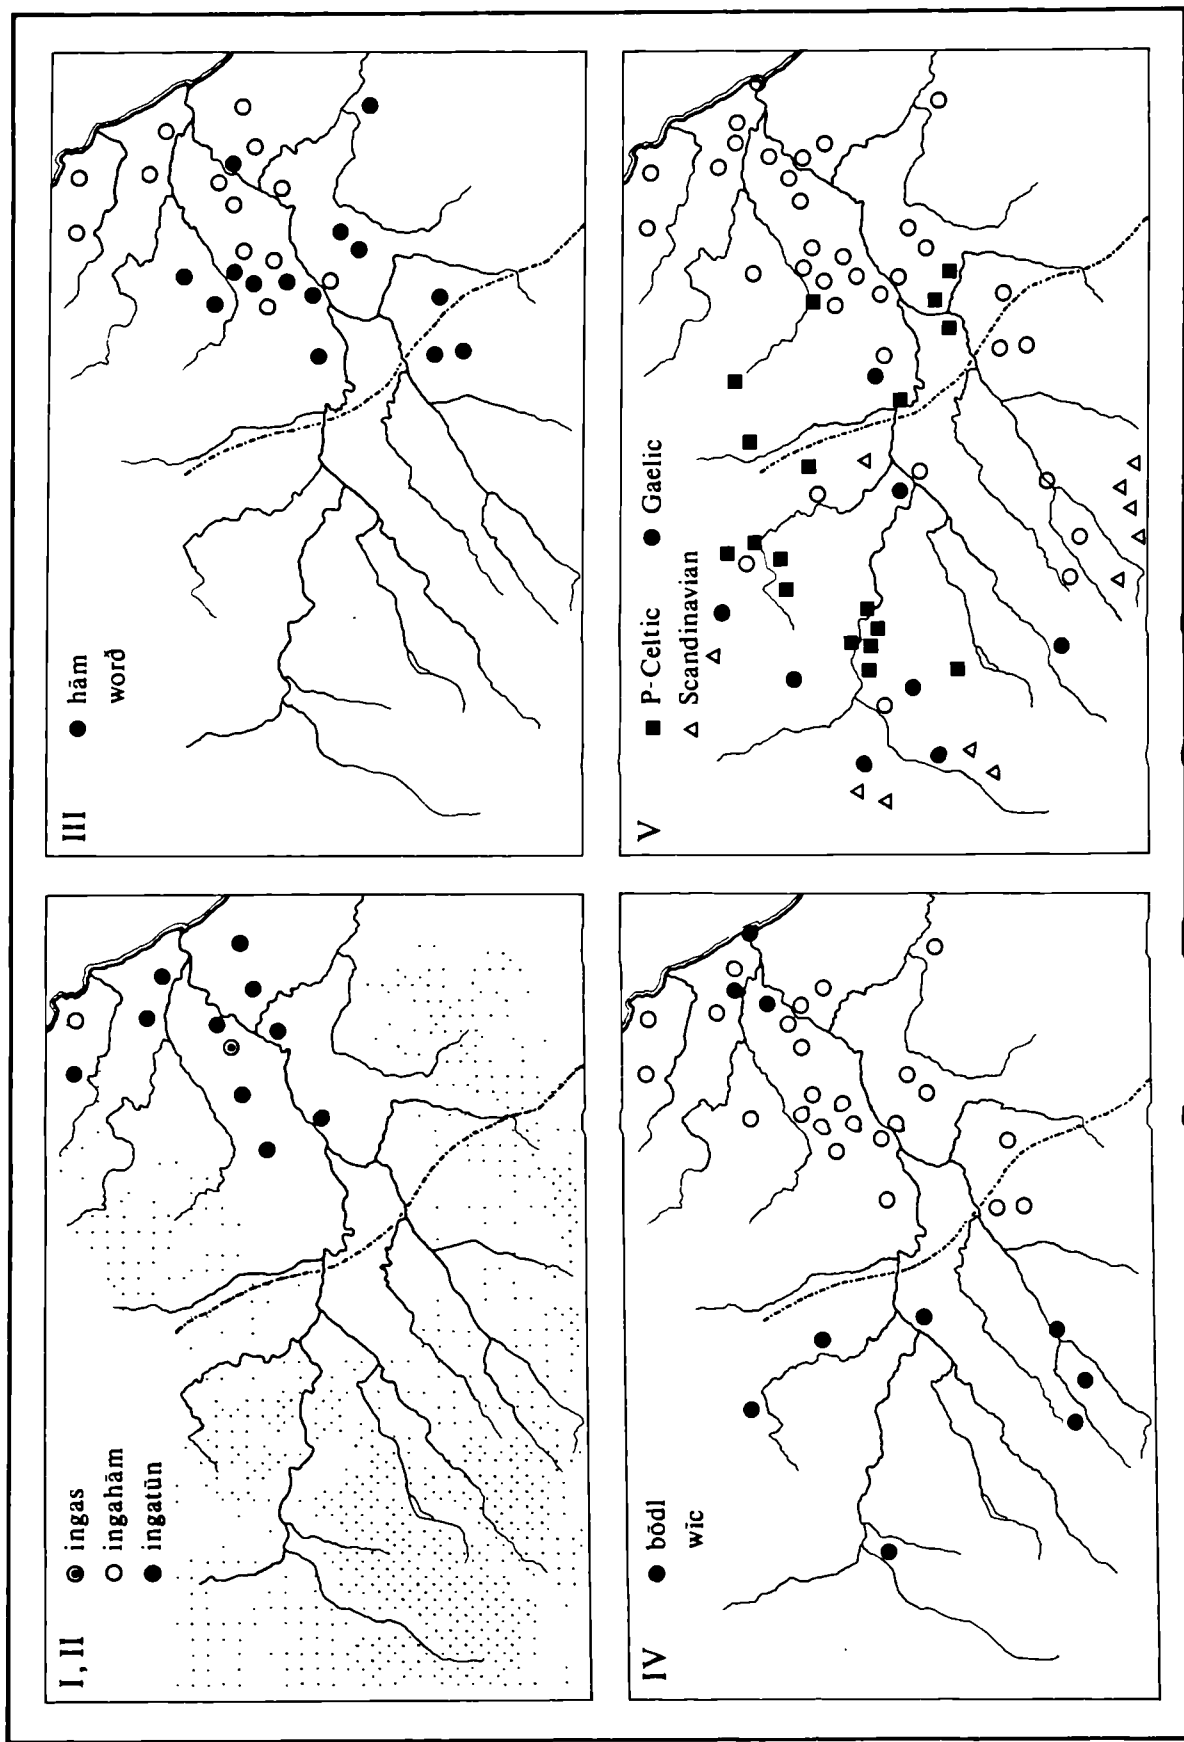 I, II
ingas
ingahām
ingatūn
III
hām
worð
IV
bōdl
wīc
V
P-Celtic
Gaelic
Scandinavian